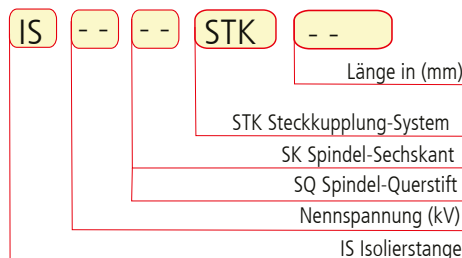 IS - - - - STK - -
Länge in (mm)
STK Steckkupplung-System
SK Spindel-Sechskant
SQ Spindel-Querstift
Nennspannung (kV)
IS Isolierstange